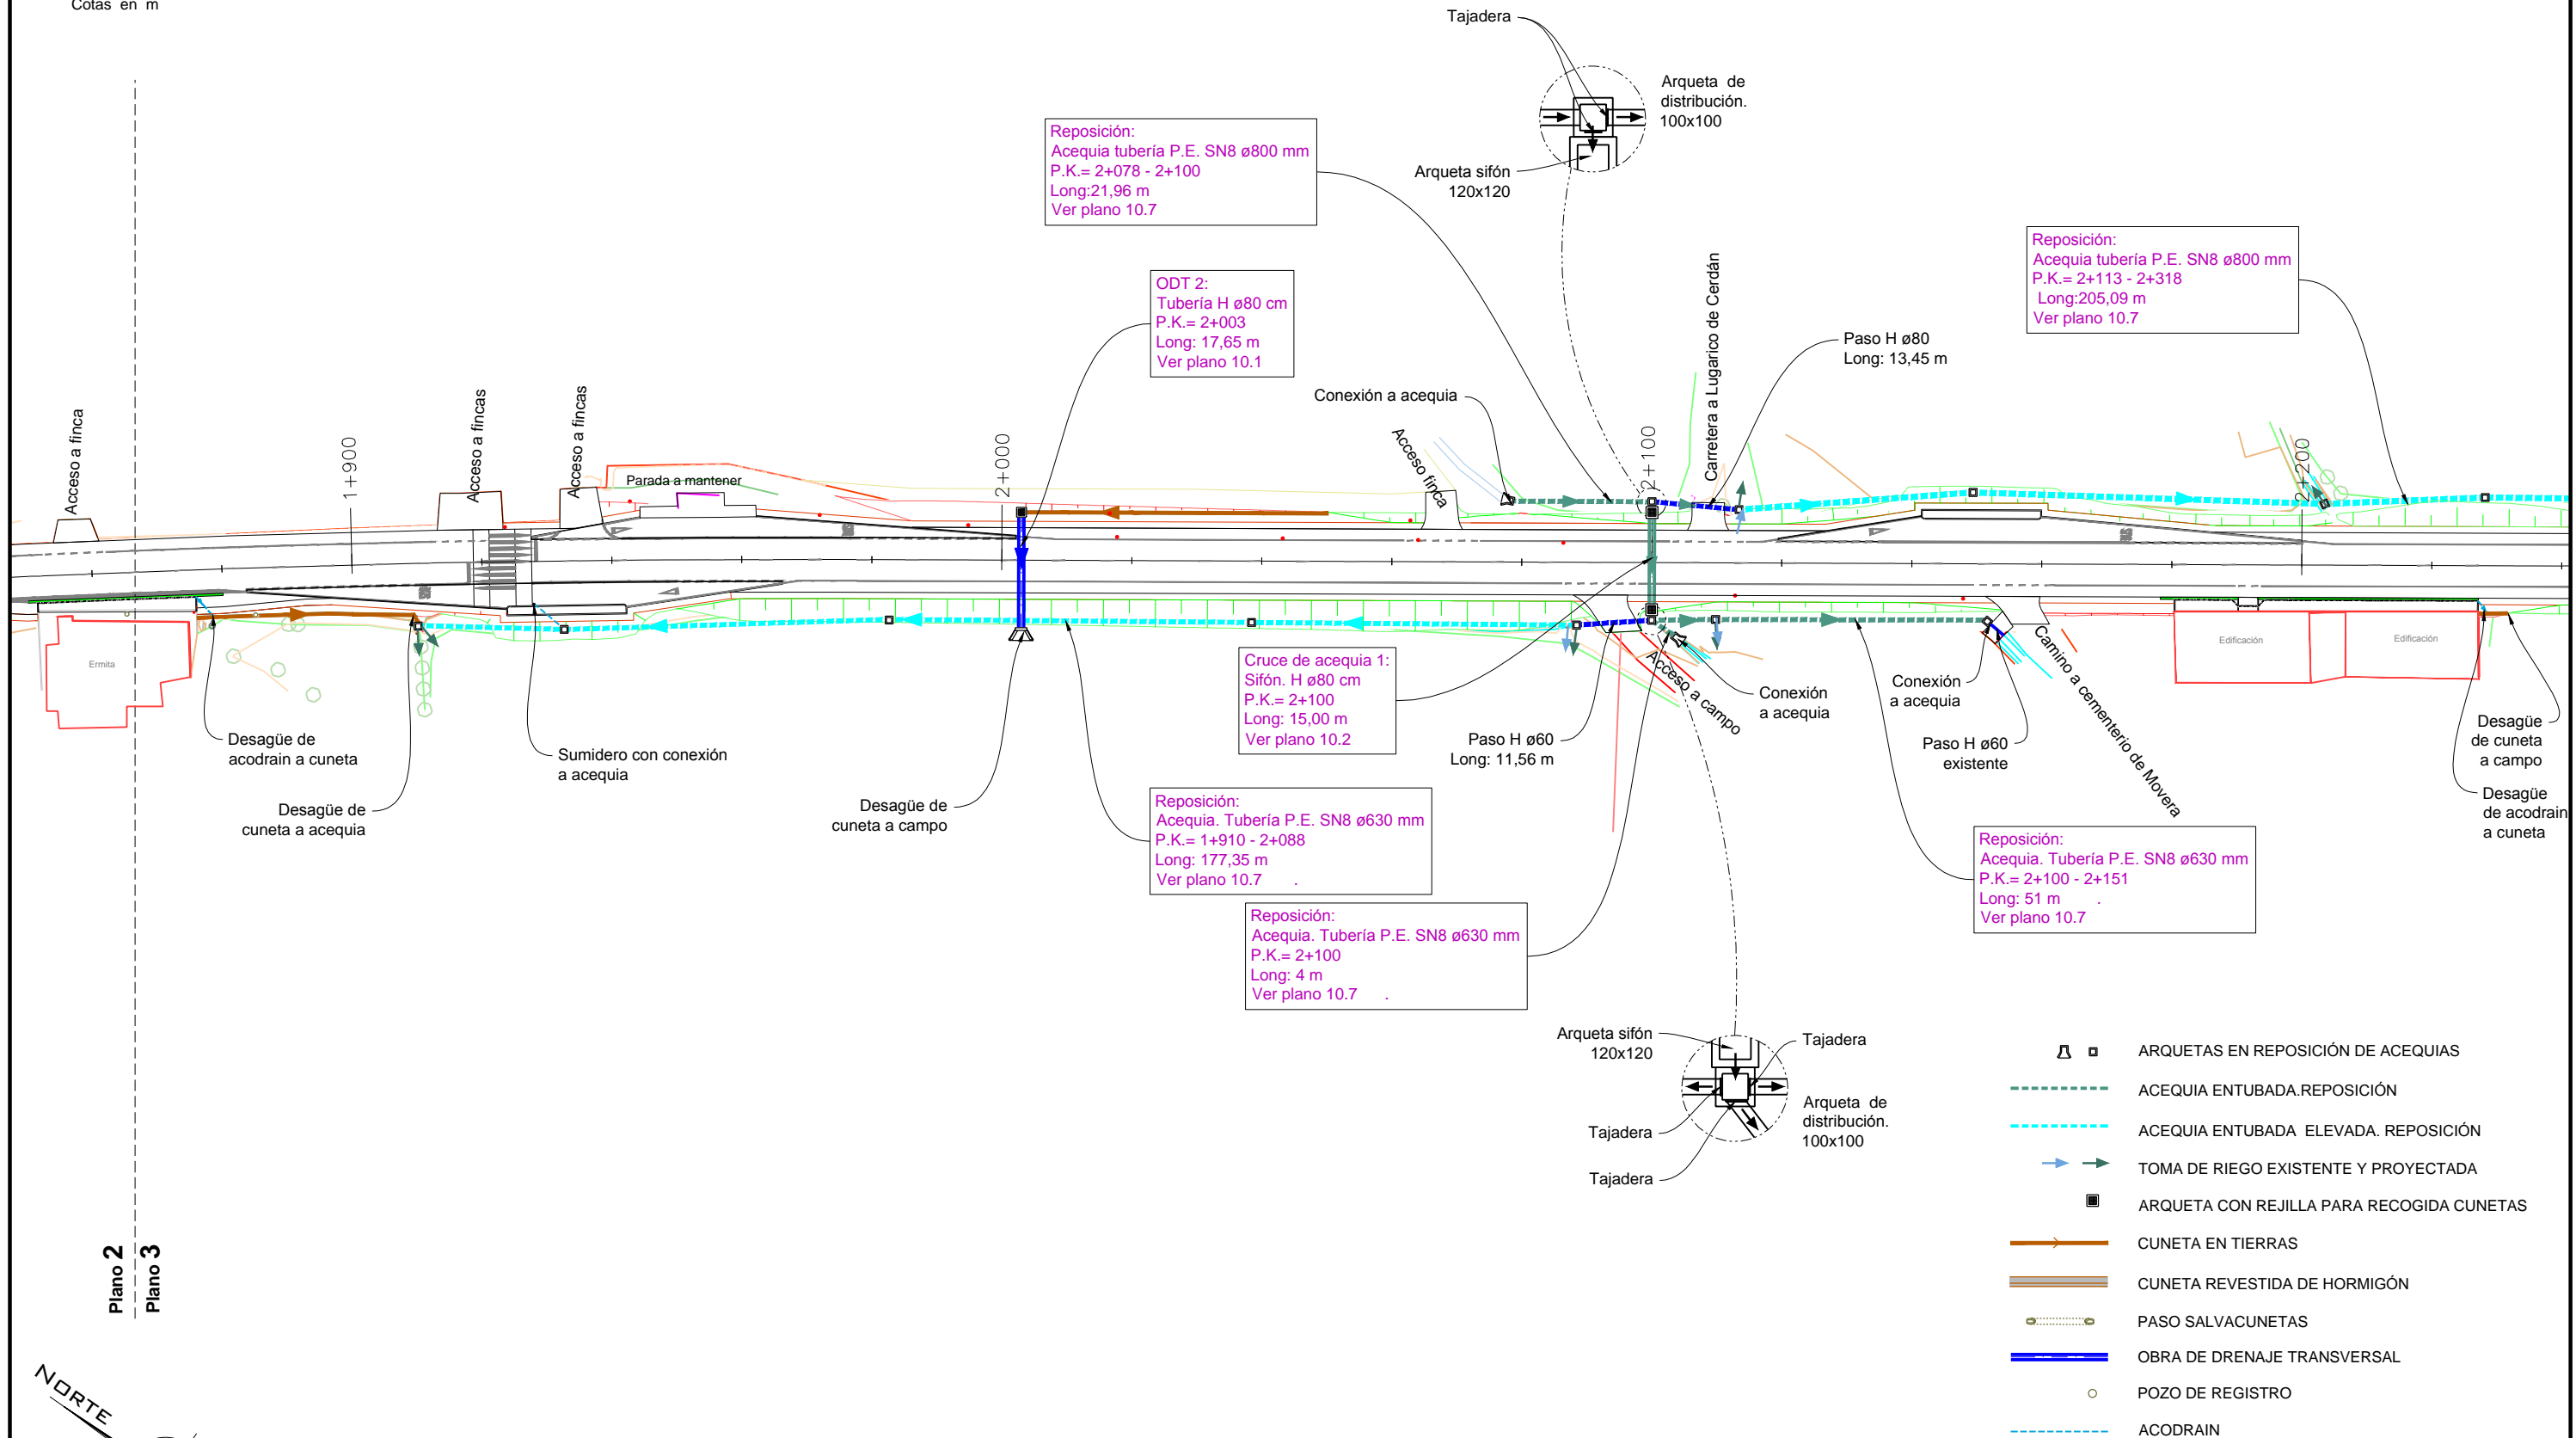 Cotas en m
Tajadera
Arqueta de
distribución.
100x100
Arqueta sifón
120x120
Reposición:
Acequia tubería P.E. SN8 ø800 mm
P.K.= 2+078 - 2+100
Long:21,96 m
Ver plano 10.7
ODT 2:
Tubería H ø80 cm
P.K.= 2+003
Long: 17,65 m
Ver plano 10.1
Reposición:
Acequia tubería P.E. SN8 ø800 mm
P.K.= 2+113 - 2+318
Long:205,09 m
Ver plano 10.7
Paso H ø80
Long: 13,45 m
Conexión a acequia
Carretera a Lugarico de Cerdán
Acceso a finca
1+900
Acceso a fincas
Acceso a fincas
Parada a mantener
2+000
Acceso finca
2+100
2+200
Ermita
Edificación
Edificación
Desagüe de
acodrain a cuneta
Desagüe de
cuneta a acequia
Sumidero con conexión
a acequia
Desagüe de
cuneta a campo
Cruce de acequia 1:
Sifón. H ø80 cm
P.K.= 2+100
Long: 15,00 m
Ver plano 10.2
Paso H ø60
Long: 11,56 m
Acceso a campo
Conexión
a acequia
Conexión
a acequia
Paso H ø60
existente
Camino a cementerio de Movera
Desagüe
de cuneta
a campo
Desagüe
de acodrain
a cuneta
Reposición:
Acequia. Tubería P.E. SN8 ø630 mm
P.K.= 1+910 - 2+088
Long: 177,35 m
Ver plano 10.7 .
Reposición:
Acequia. Tubería P.E. SN8 ø630 mm
P.K.= 2+100
Long: 4 m
Ver plano 10.7 .
Reposición:
Acequia. Tubería P.E. SN8 ø630 mm
P.K.= 2+100 - 2+151
Long: 51 m .
Ver plano 10.7
Arqueta sifón
120x120
Tajadera
Arqueta de
distribución.
100x100
Tajadera
Tajadera
Plano 2
Plano 3
NORTE
ARQUETAS EN REPOSICIÓN DE ACEQUIAS
ACEQUIA ENTUBADA.REPOSICIÓN
ACEQUIA ENTUBADA ELEVADA. REPOSICIÓN
TOMA DE RIEGO EXISTENTE Y PROYECTADA
ARQUETA CON REJILLA PARA RECOGIDA CUNETAS
CUNETA EN TIERRAS
CUNETA REVESTIDA DE HORMIGÓN
PASO SALVACUNETAS
OBRA DE DRENAJE TRANSVERSAL
POZO DE REGISTRO
ACODRAIN